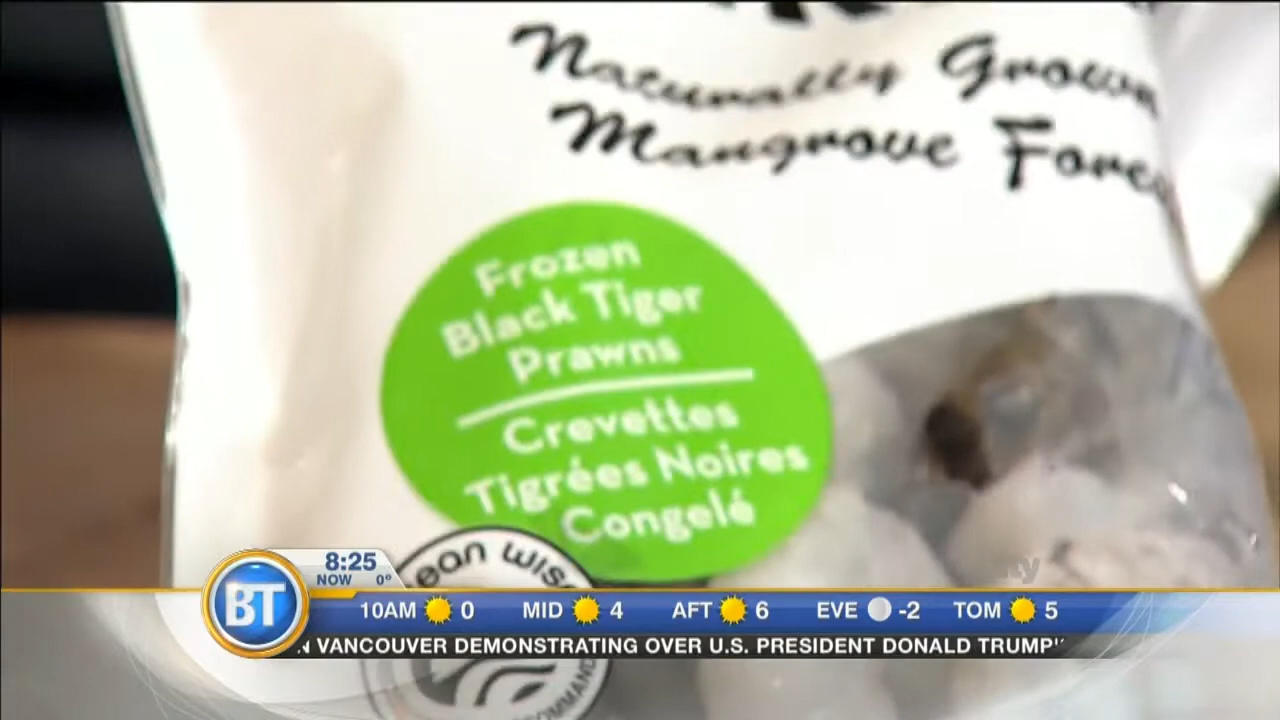 Naturally Grown
Mangrove
Frozen
Black Tiger
Prawns
Crevettes
Tigrées Noires
Congelé
8:25
NOW 0°
BT
10AM 0 MID 4 AFT 6 EVE -2 TOM 5
VANCOUVER DEMONSTRATING OVER U.S. PRESIDENT DONALD TRUMP'